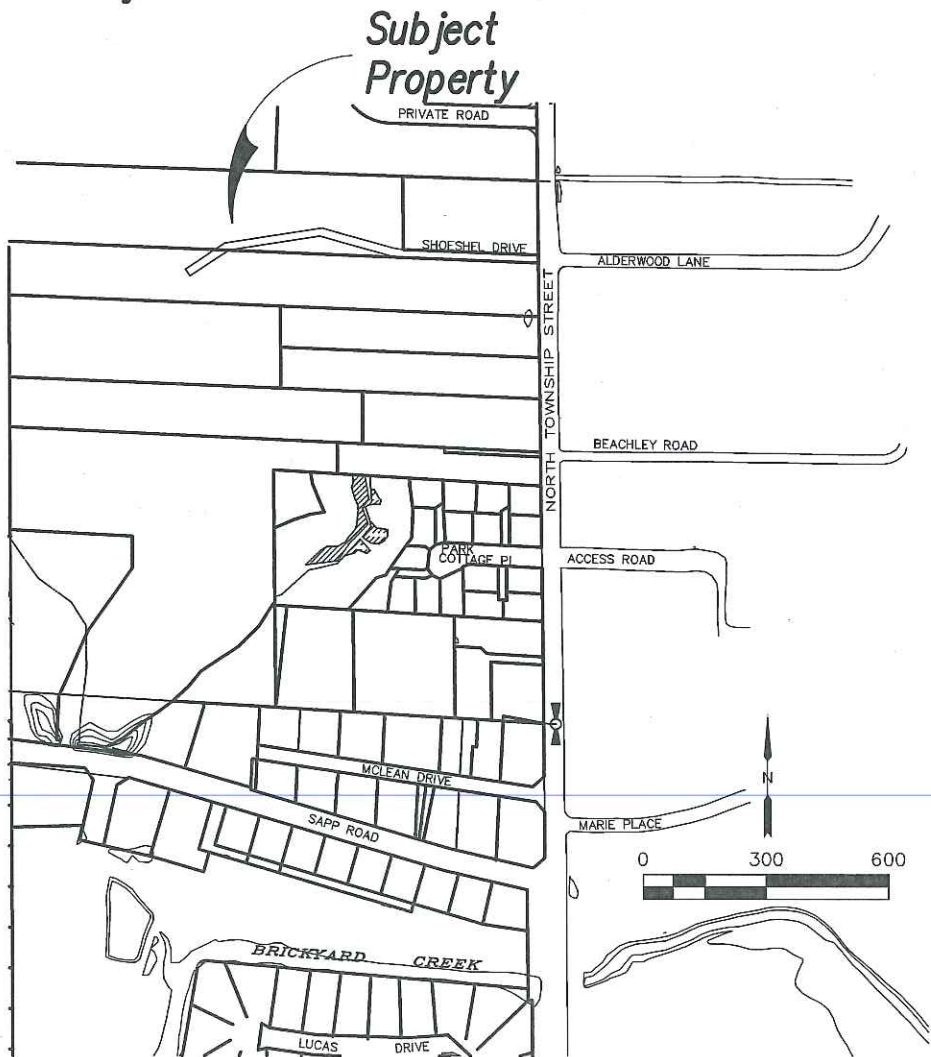 Subject
Property
PRIVATE ROAD
SHOESHEL DRIVE
ALDERWOOD LANE
NORTH TOWNSHIP STREET
BEACHLEY ROAD
PARK
COTTAGE PL
ACCESS ROAD
MCLEAN DRIVE
N
SAPP ROAD
MARIE PLACE
0 300 600
BRICKYARD CREEK
LUCAS DRIVE